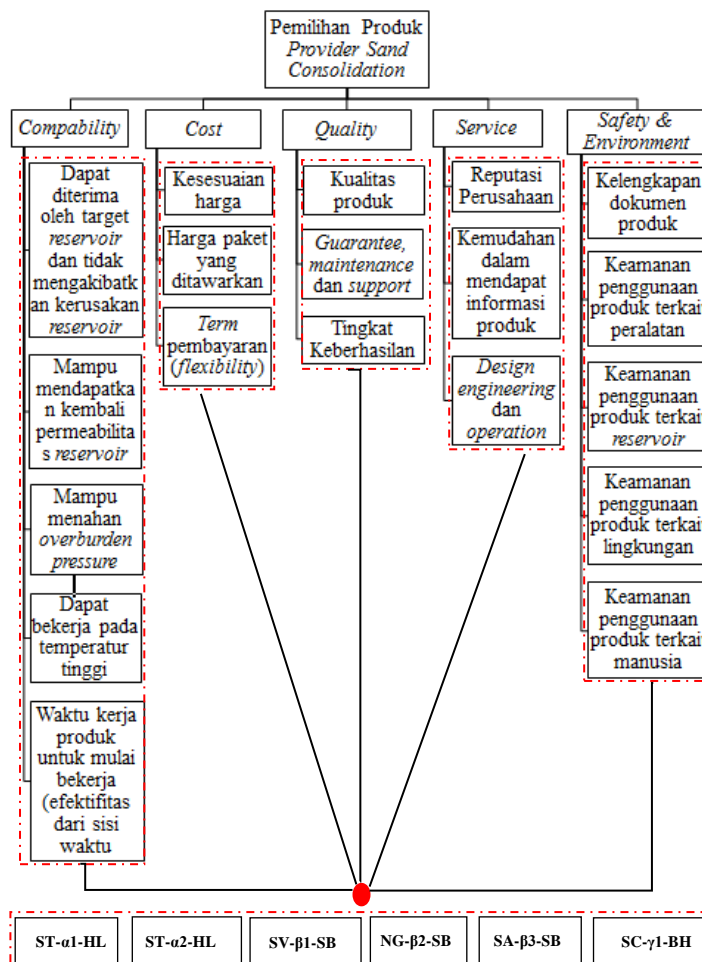 Pemilihan Produk
Provider Sand
Consolidation
Compability
Cost
Quality
Service
Safety &
Environment
Dapat
diterima
oleh target
reservoir
dan tidak
mengakibatk
an kerusakan
reservoir
Mampu
mendapatka
n kembali
permeabilita
s reservoir
Mampu
menahan
overburden
pressure
Dapat
bekerja pada
temperatur
tinggi
Waktu kerja
produk
untuk mulai
bekerja
(efektifitas
dari sisi
waktu
Kesesuaian
harga
Harga paket
yang
ditawarkan
Term
pembayaran
(flexibility)
Kualitas
produk
Guarantee,
maintenance
dan support
Tingkat
Keberhasilan
Reputasi
Perusahaan
Kemudahan
dalam
mendapat
informasi
produk
Design
engineering
dan
operation
Kelengkapan
dokumen
produk
Keamanan
penggunaan
produk terkait
peralatan
Keamanan
penggunaan
produk terkait
reservoir
Keamanan
penggunaan
produk terkait
lingkungan
Keamanan
penggunaan
produk terkait
manusia
ST-α1-HL
ST-α2-HL
SV-β1-SB
NG-β2-SB
SA-β3-SB
SC-γ1-BH